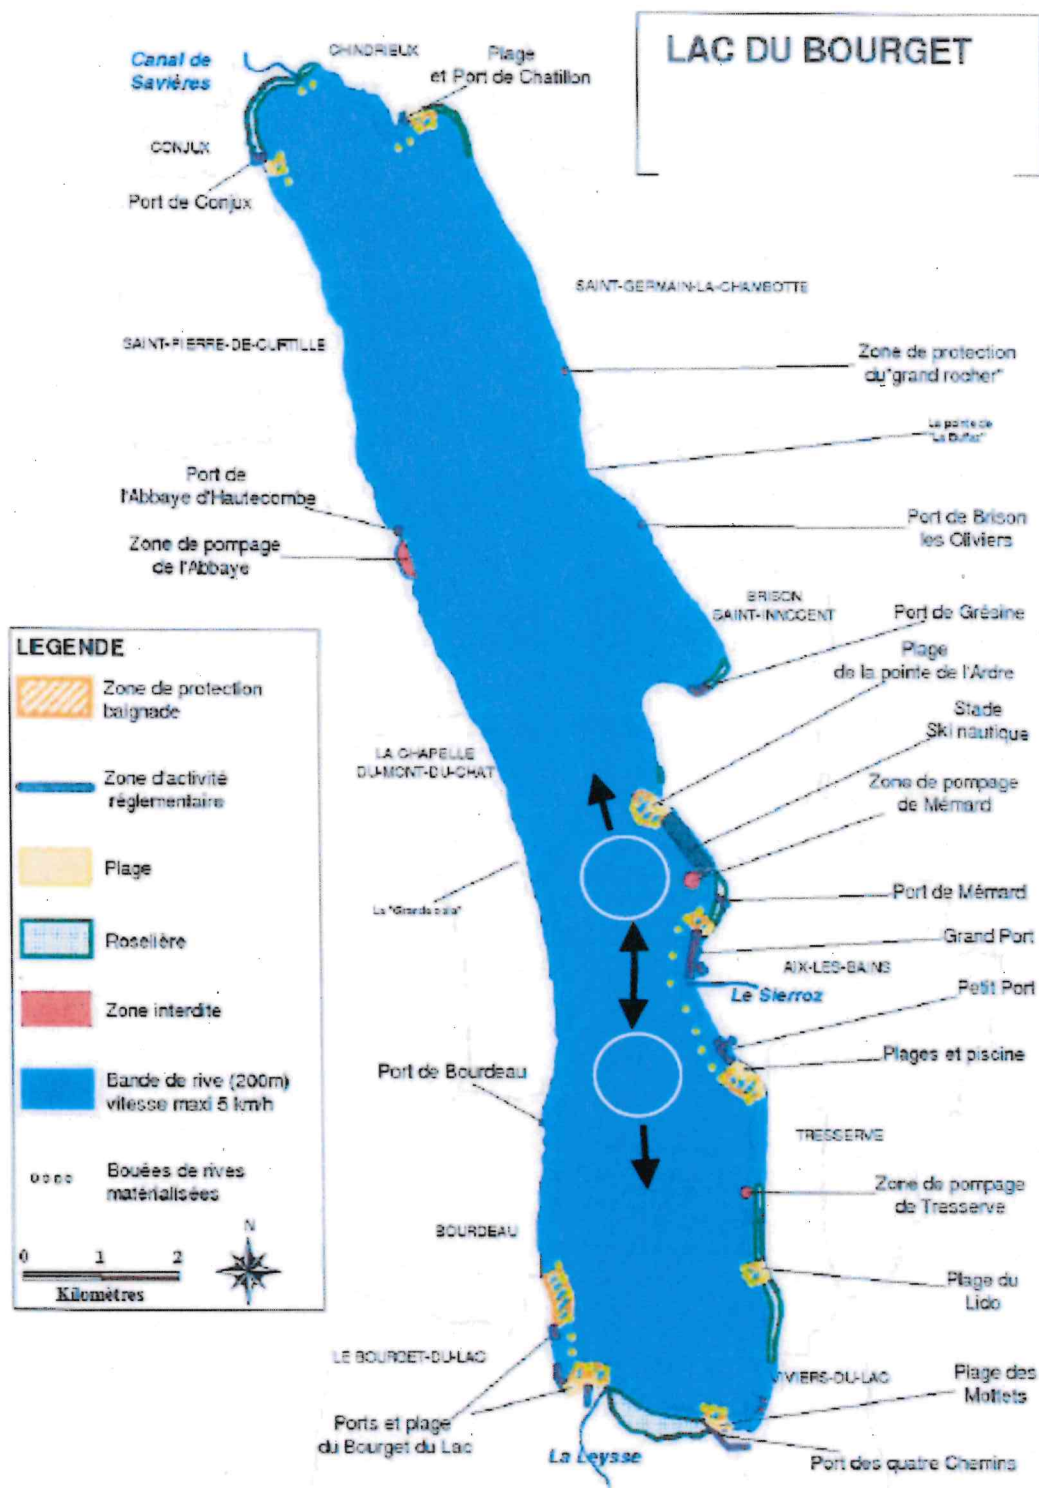 LAC DU BOURGET
Canal de
Savières
CHINDRIEUX
Plage
et Port de Chatillon
CONJUX
Port de Conjux
SAINT-GERMAIN-LA-CHAMBOTTE
SAINT-PIERRE-DE-CURTILLE
Zone de protection
du "grand rocher"
La pointe de
Port de
l'Abbaye d'Hautecombe
Port de Brison
les Oliviers
Zone de pompage
de l'Abbaye
BRISON
SAINT-INNOCENT
Port de Grésine
Plage
de la pointe de l'Ardre
Stade
Ski nautique
LA CHAPELLE
DU-MONT-DU-CHAT
Zone de pompage
de Mémard
Port de Mémard
Grand Port
AIX-LES-BAINS
Le Sierroz
Petit Port
Plages et piscine
Port de Bourdeau
TRESSERVE
Zone de pompage
de Tresserve
BOURDEAU
Plage du
Lido
LE BOURGET-DU-LAC
VIVIERS-DU-LAC
Plage des
Mottets
Ports et plage
du Bourget du Lac
La Leysse
Port des quatre Chemins
LEGENDE
Zone de protection
baignade
Zone d'activité
réglementaire
Plage
Roselière
Zone interdite
Bande de rive (200m)
vitesse maxi 5 km/h
Bouées de rives
matérialisées
N
0 1 2
Kilomètres